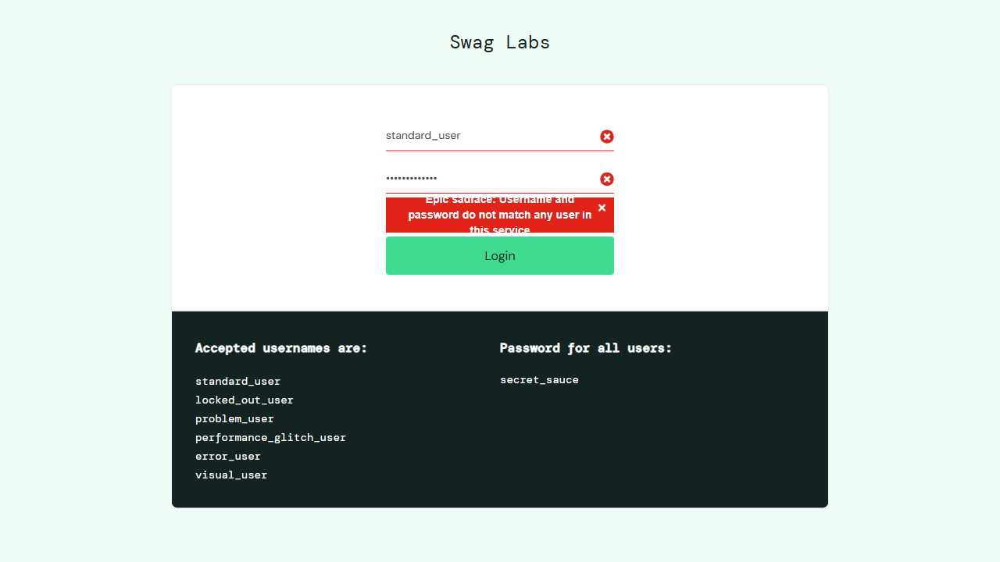 Swag Labs
standard_user
•••••••••••••
Epic sadface: Username and
password do not match any user in
this service
Login
Accepted usernames are:
standard_user
locked_out_user
problem_user
performance_glitch_user
error_user
visual_user
Password for all users:
secret_sauce